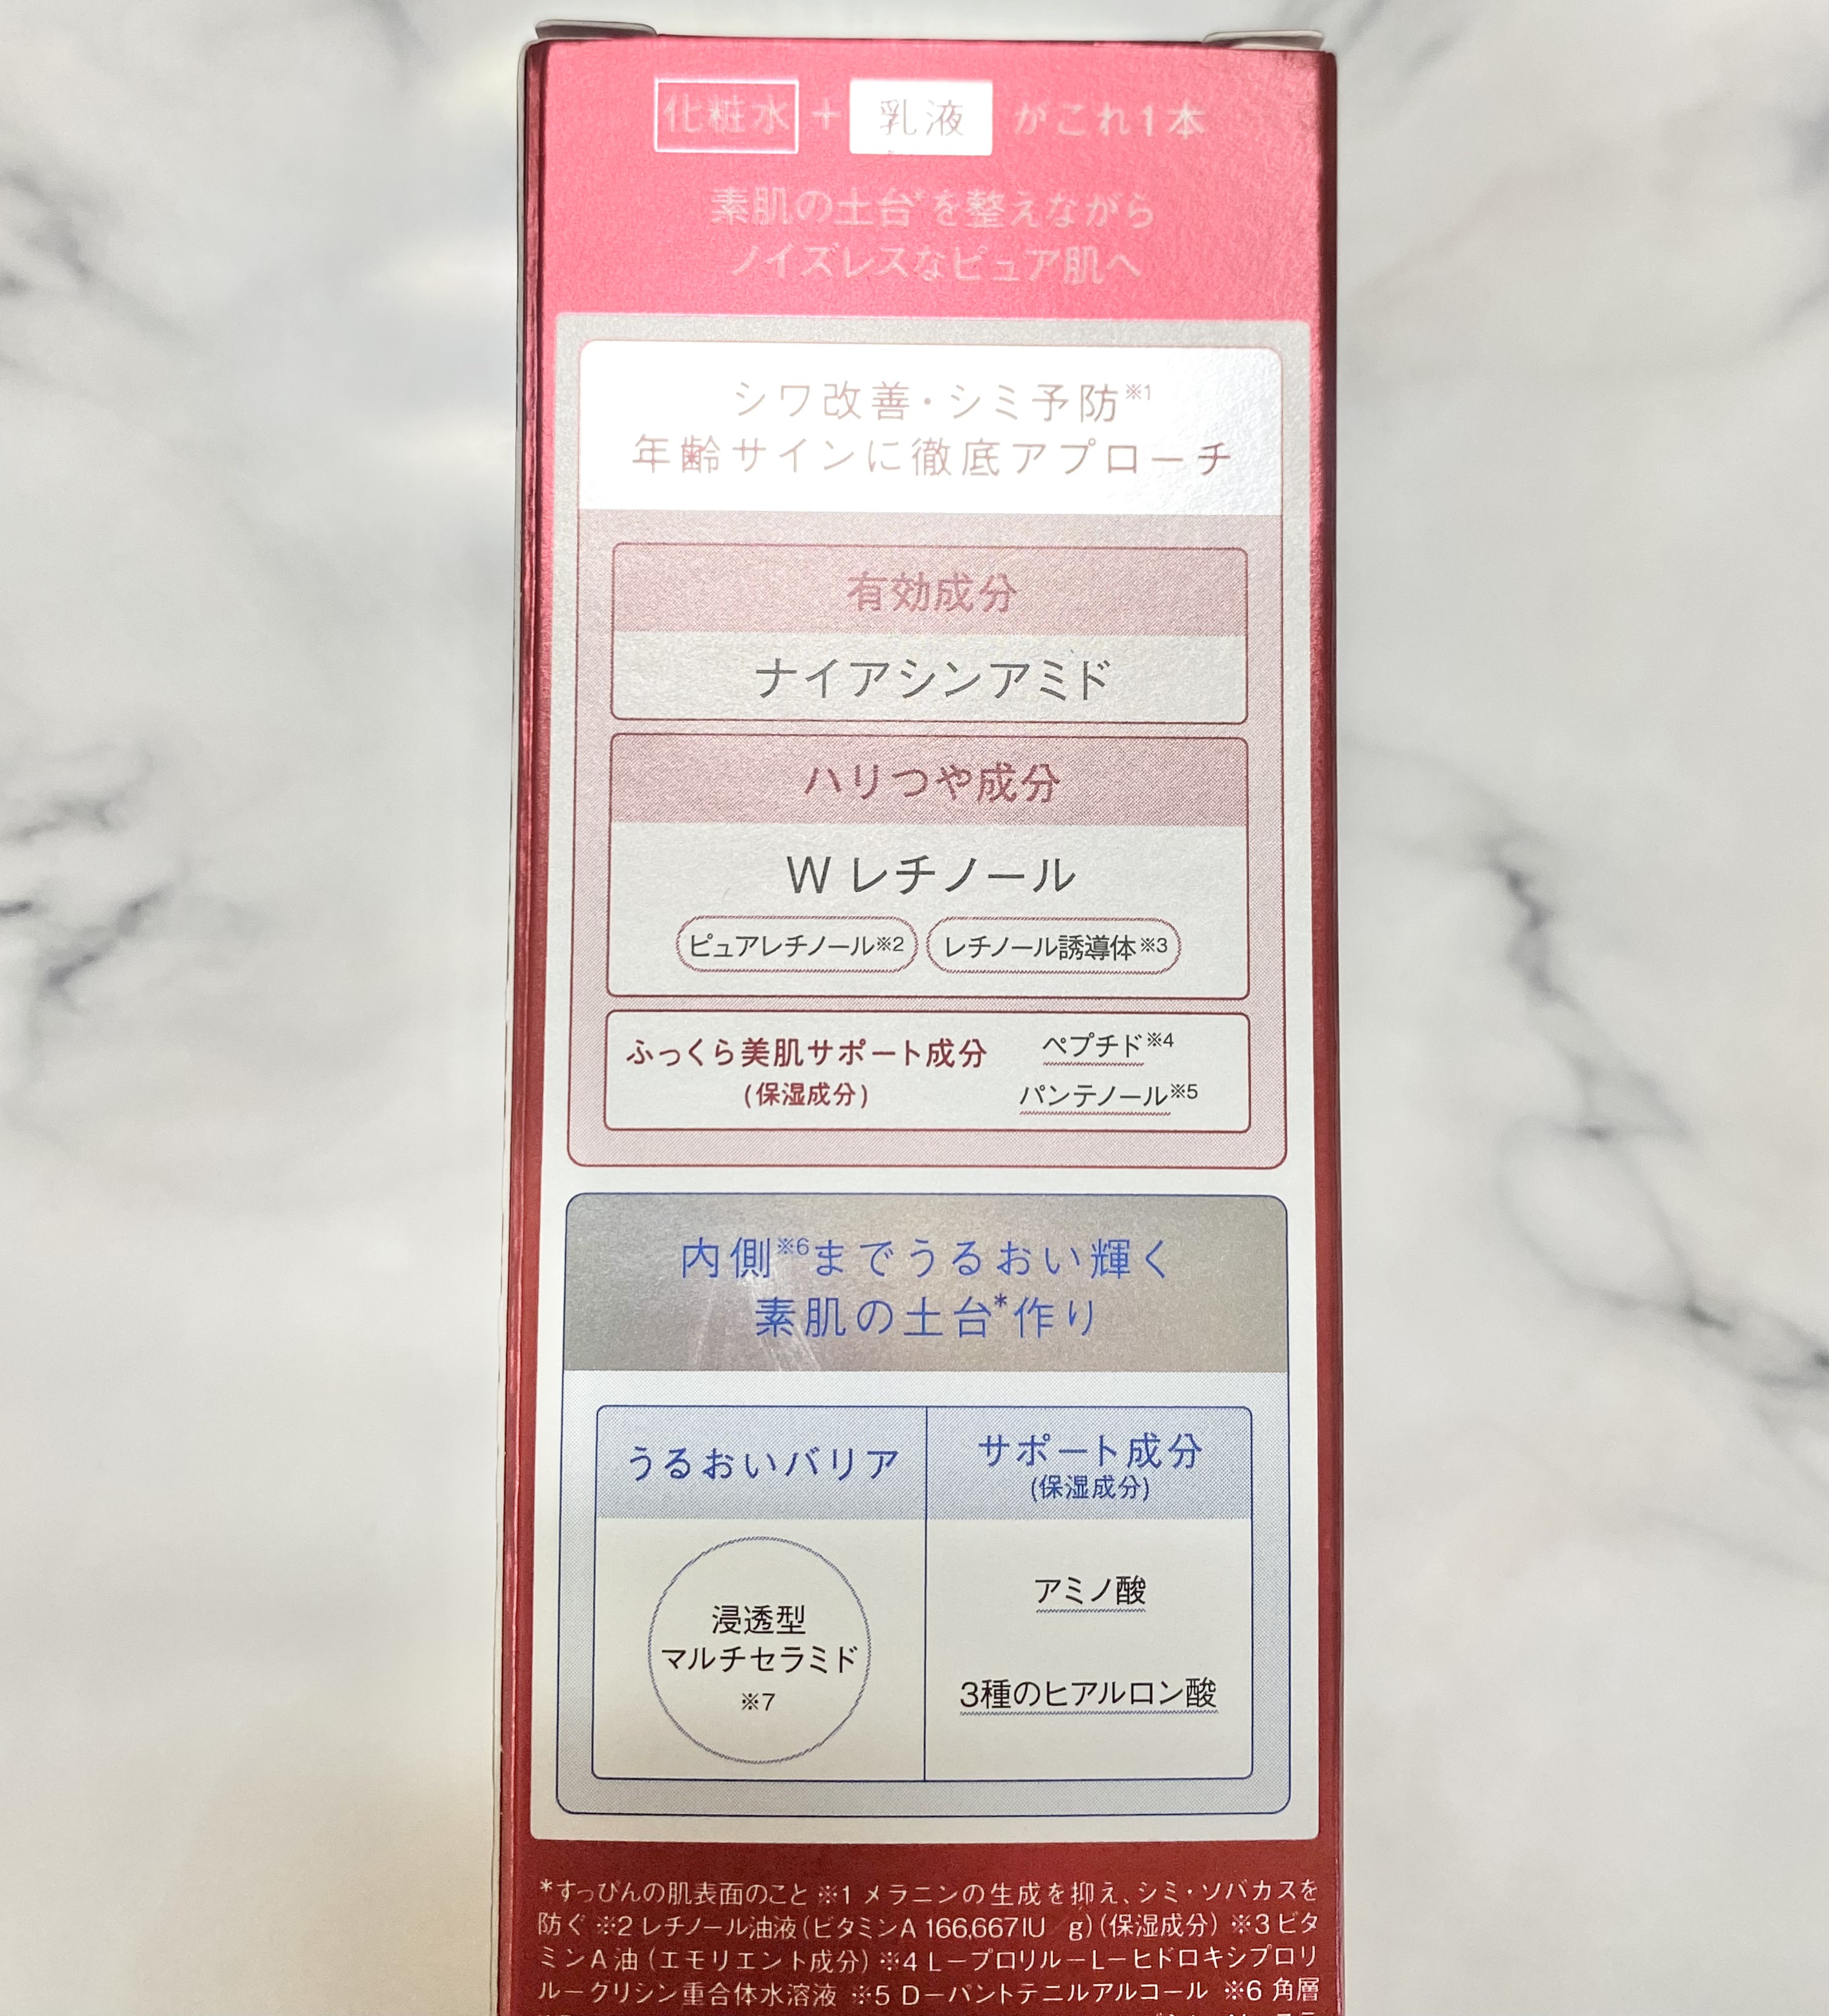 化粧水 + 乳液 がこれ1本
素肌の土台*を整えながら
ノイズレスなピュア肌へ
シワ改善・シミ予防※1
年齢サインに徹底アプローチ
有効成分
ナイアシンアミド
ハリつや成分
W レチノール
ピュアレチノール※2 レチノール誘導体※3
ふっくら美肌サポート成分
(保湿成分)
ペプチド※4
パンテノール※5
内側※6までうるおい輝く
素肌の土台*作り
うるおいバリア
浸透型
マルチセラミド
※7
サポート成分
(保湿成分)
アミノ酸
3種のヒアルロン酸
*すっぴんの肌表面のこと ※1 メラニンの生成を抑え、シミ・ソバカスを
防ぐ ※2 レチノール油液(ビタミンA 166,667IU g)(保湿成分) ※3 ビタ
ミンA油(エモリエント成分) ※4 L−プロリル−L−ヒドロキシプロリ
ル−グリシン重合体水溶液 ※5 D−パントテニルアルコール ※6 角層